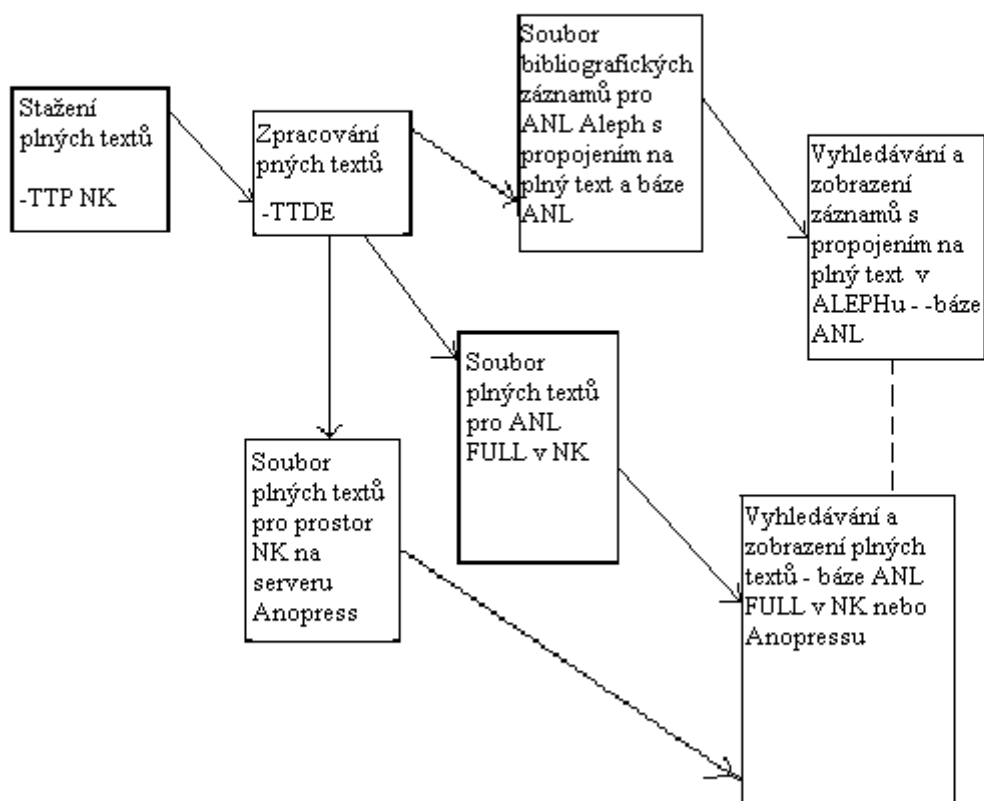 Stažení
plných textů
-TTP NK
Zpracování
pných textů
-TTDE
Soubor
bibliografických
záznamů pro
ANL Aleph s
propojením na
plný text a báze
ANL
Vyhledávání a
zobrazení
záznamů s
propojením na
plný text v
ALEPHu - -báze
ANL
Soubor
plných textů
pro ANL
FULL v NK
Soubor
plných textů
pro prostor
NK na
serveru
Anopress
Vyhledávání a
zobrazení plných
textů - báze ANL
FULL v NK nebo
Anopressu